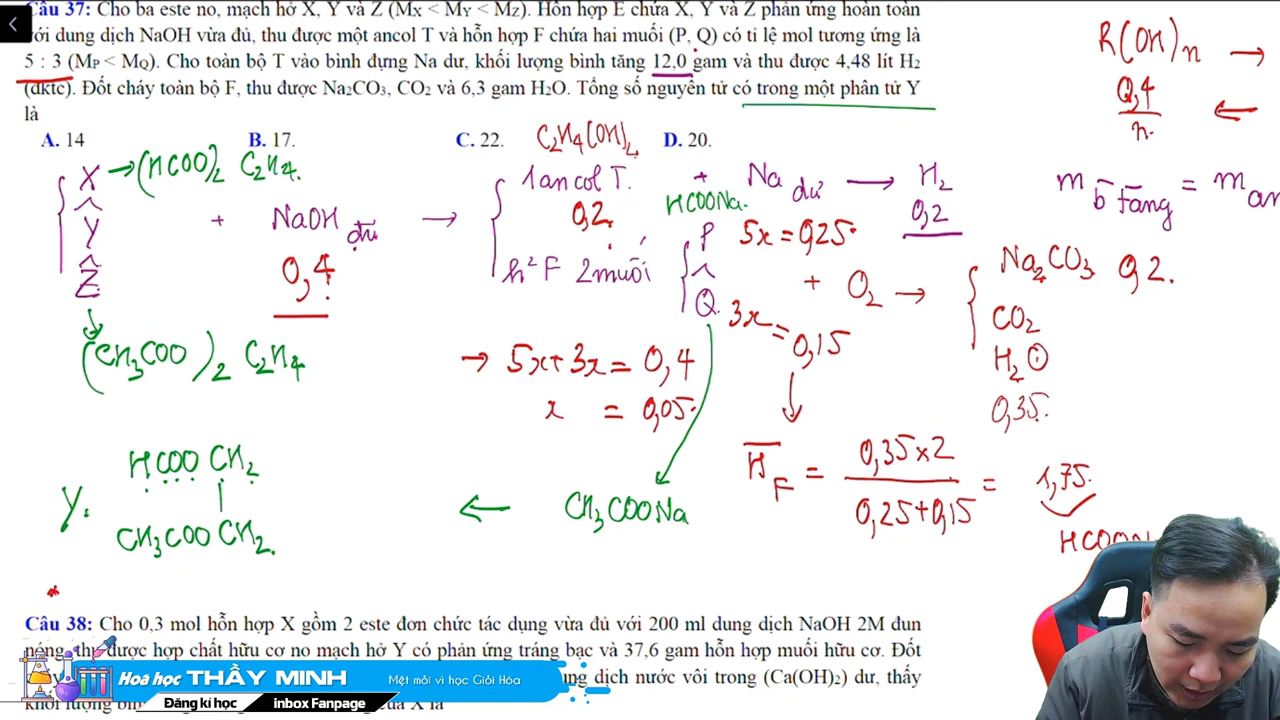 Câu 37: Cho ba este no, mạch hở X, Y và Z (MX < MY < MZ). Hỗn hợp E chứa X, Y và Z phản ứng hoàn toàn
với dung dịch NaOH vừa đủ, thu được một ancol T và hỗn hợp F chứa hai muối (P, Q) có tỉ lệ mol tương ứng là
5 : 3 (MP < MQ). Cho toàn bộ T vào bình đựng Na dư, khối lượng bình tăng 12,0 gam và thu được 4,48 lít H2
(đktc). Đốt cháy toàn bộ F, thu được Na2CO3, CO2 và 6,3 gam H2O. Tổng số nguyên tử có trong một phân tử Y
là
A. 14 B. 17. C. 22. D. 20.
R(OH)n →
0,4/n ←
C2H4(OH)2
X → (HCOO)2 C2H4.
Y
Z
+ NaOH đủ →
0,4
1 ancol T. + Na dư → H2
0,2 0,2
m b tăng = m an
HCOONa
h2 F 2 muối
P 5x = 0,25
Q 3x = 0,15
+ O2 →
Na2CO3 0,2.
CO2
H2O
0,35
(CH3COO)2 C2H4
→ 5x + 3x = 0,4
x = 0,05
H F = 0,35 x 2 / 0,25 + 0,15 = 1,75.
HCOON
Y. HCOO CH2
CH3COO CH2.
← CH3COONa
Câu 38: Cho 0,3 mol hỗn hợp X gồm 2 este đơn chức tác dụng vừa đủ với 200 ml dung dịch NaOH 2M đun
được hợp chất hữu cơ no mạch hở Y có phản ứng tráng bạc và 37,6 gam hỗn hợp muối hữu cơ. Đốt
dung dịch nước vôi trong (Ca(OH)2) dư, thấy
khối lượng
của X là
Hoá học THẦY MINH
Mệt mỏi vì học Giỏi Hóa
Đăng kí học
inbox Fanpage